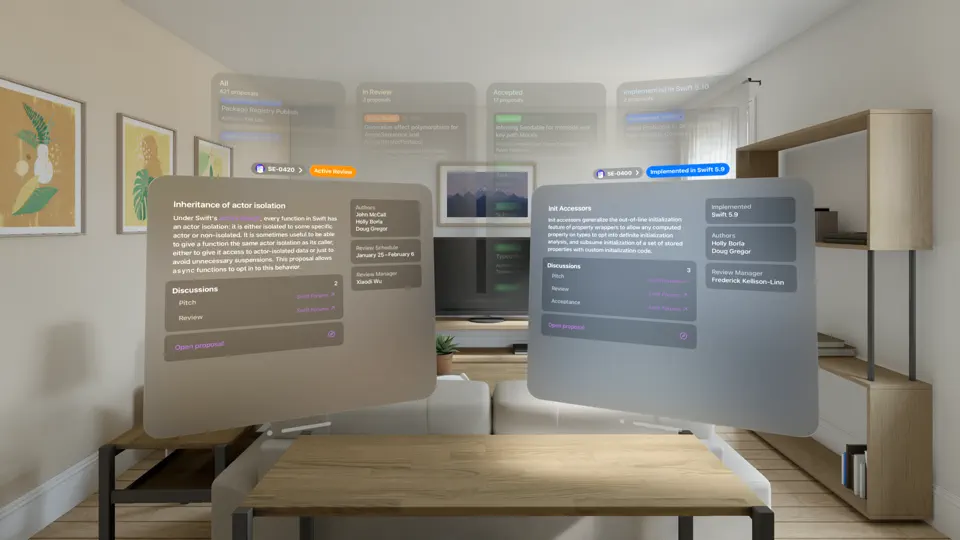 All
In Review
Accepted
Implemented in Swift 5.10
Package Registry Publish
SE-0420
Active Review
SE-0400
Implemented in Swift 5.9
Inheritance of actor isolation
Under Swift's
, every function in Swift has
an actor isolation: it is either isolated to some specific
actor or non-isolated. It is sometimes useful to be able
to give a function the same actor isolation as its caller,
either to give it access to actor-isolated data or just to
avoid unnecessary suspensions. This proposal allows
async functions to opt in to this behavior.
Authors
John McCall
Holly Borla
Doug Gregor
Review Schedule
January 25–February 6
Review Manager
Xiaodi Wu
Discussions
2
Pitch
Review
Open proposal
Init Accessors
Init accessors generalize the out-of-line initialization
feature of property wrappers to allow any computed
property on types to opt into definite initialization
analysis, and subsume initialization of a set of stored
properties with custom initialization code.
Implemented
Swift 5.9
Authors
Holly Borla
Doug Gregor
Review Manager
Frederick Kellison-Linn
Discussions
3
Pitch
Review
Acceptance
Open proposal